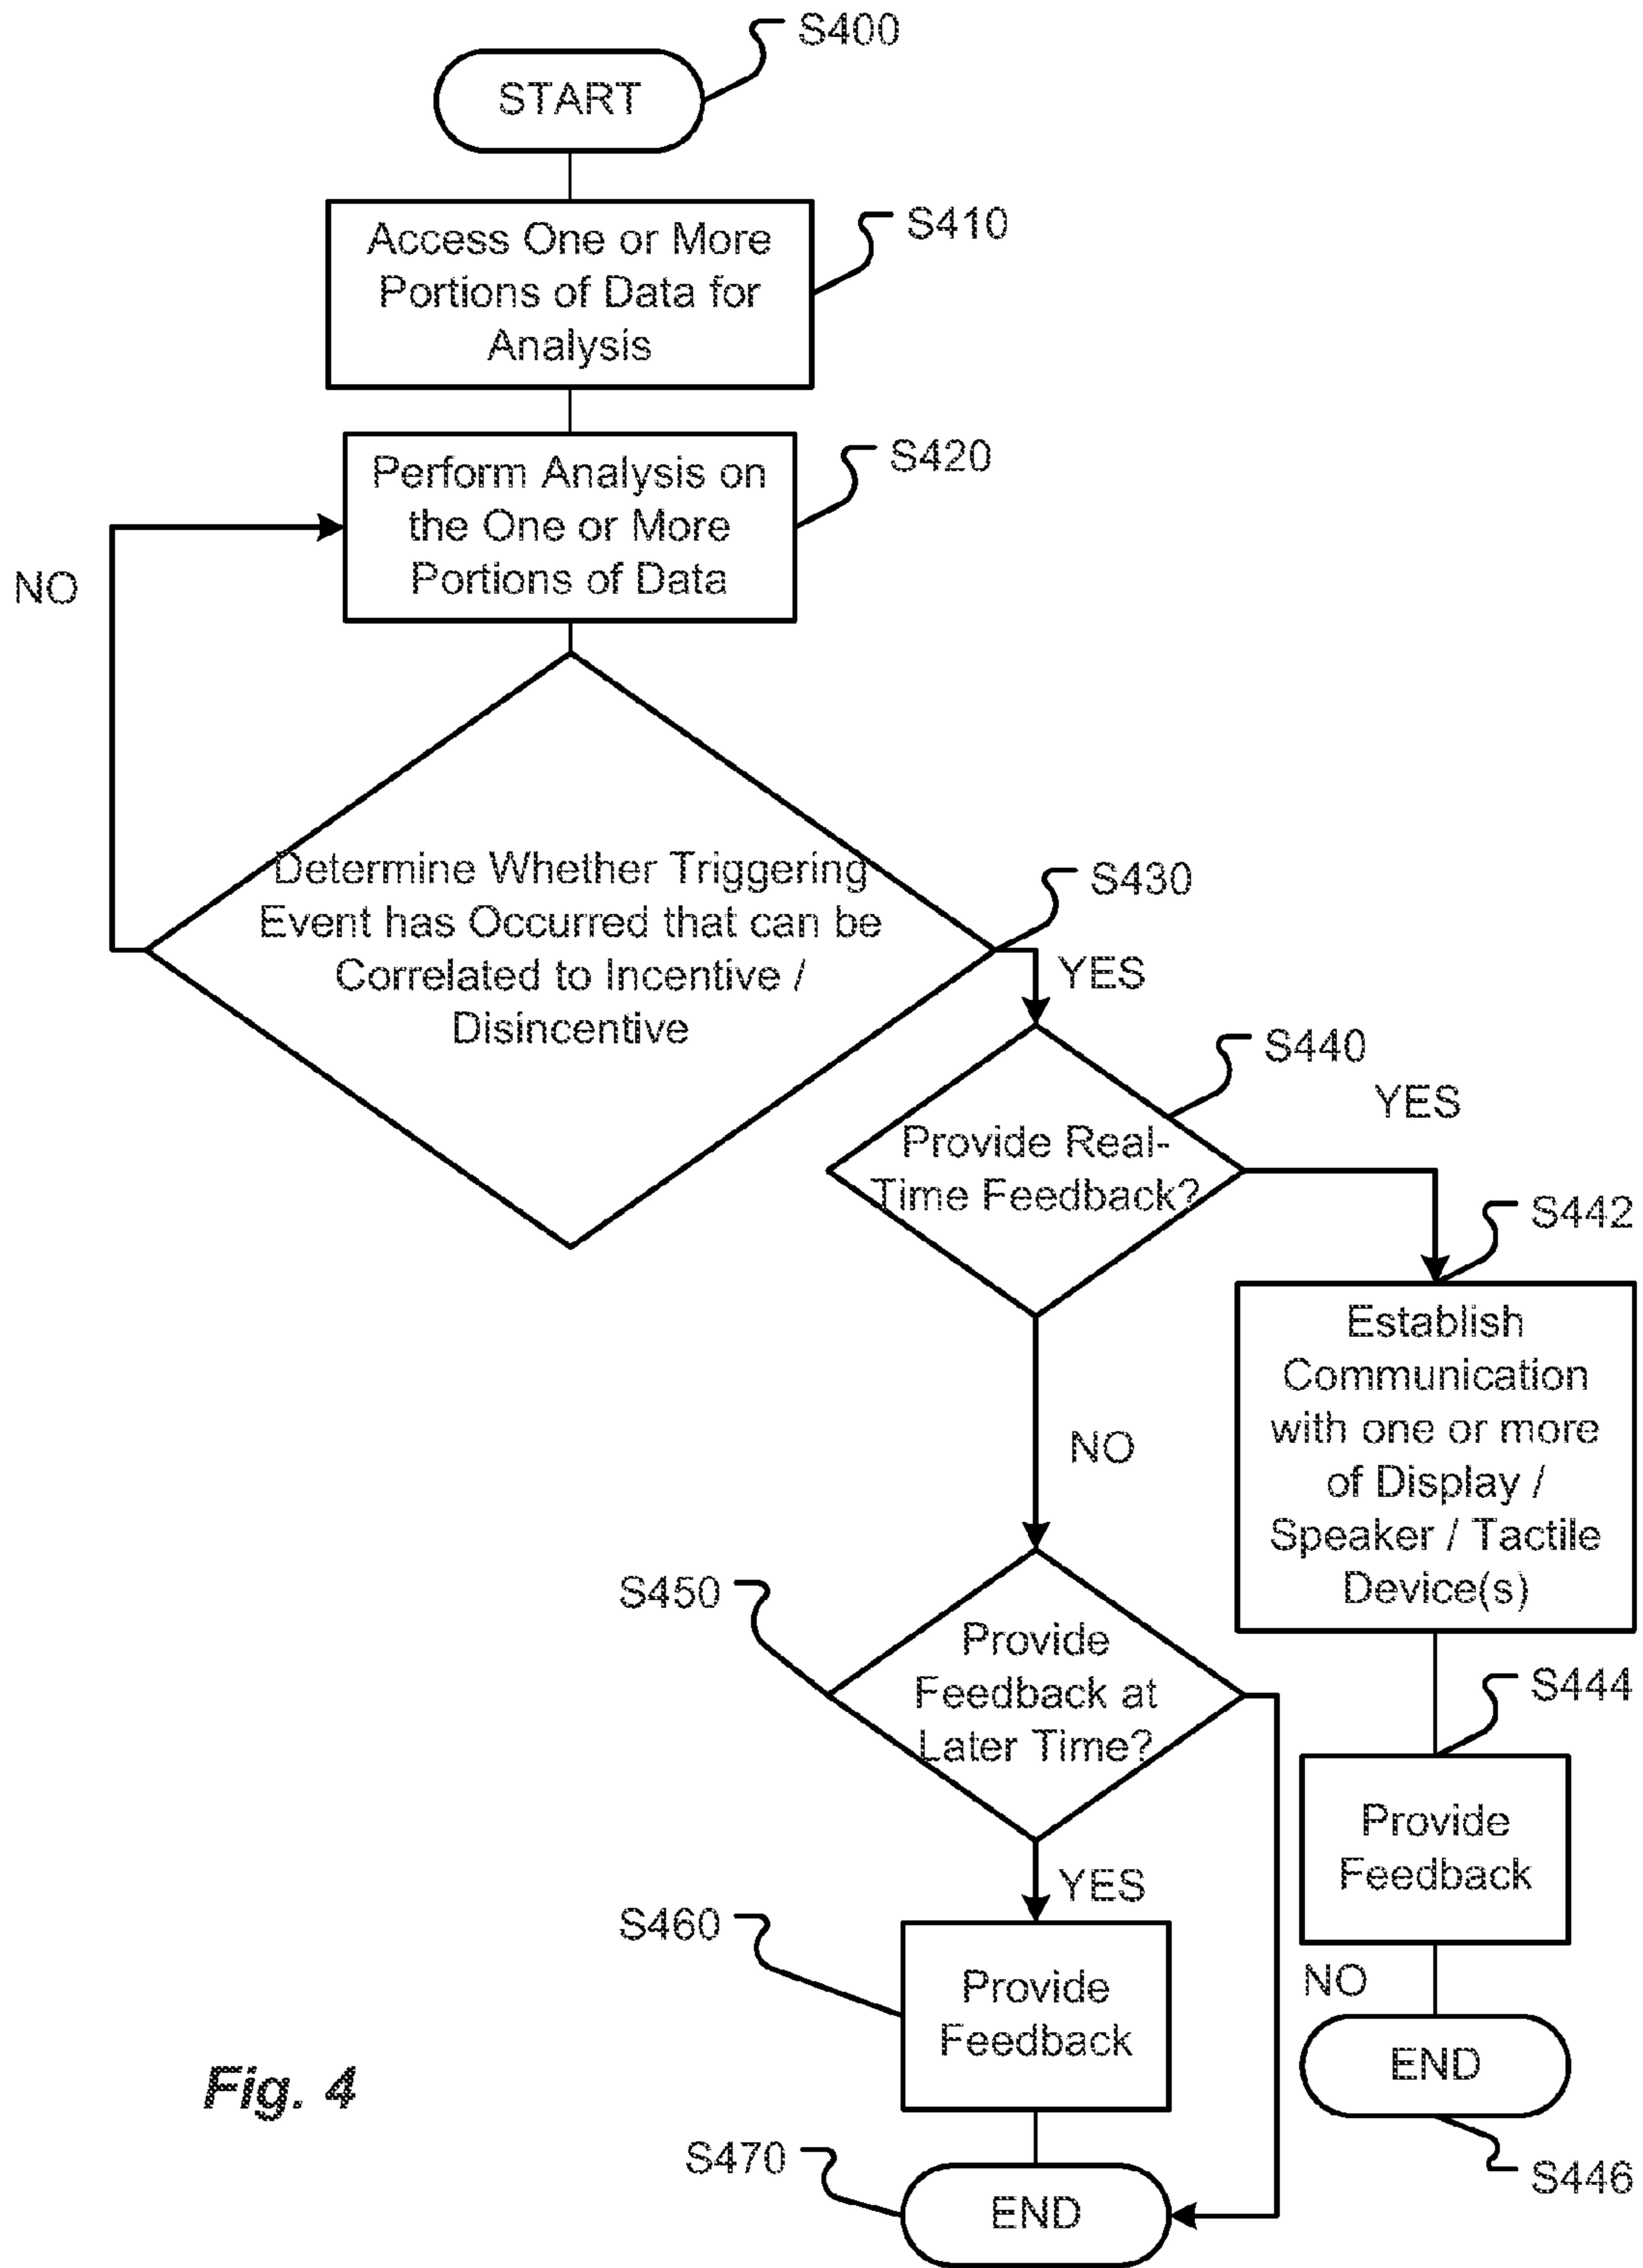 S400
START
S410
Access One or More
Portions of Data for
Analysis
S420
Perform Analysis on
the One or More
Portions of Data
NO
Determine Whether Triggering
Event has Occurred that can be
Correlated to Incentive /
Disincentive
S430
YES
S440
YES
Provide Real-
Time Feedback?
S442
Establish
Communication
with one or more
of Display /
Speaker / Tactile
Device(s)
NO
S450
Provide
Feedback at
Later Time?
S444
Provide
Feedback
YES
S460
Provide
Feedback
NO
END
S446
S470
END
Fig. 4